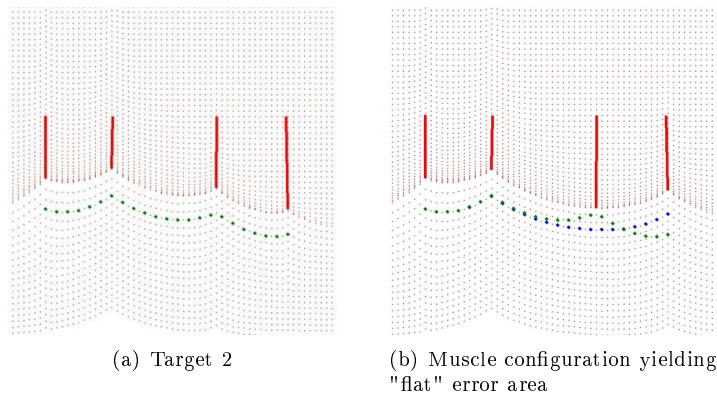 (a) Target 2
(b) Muscle configuration yielding
"flat" error area